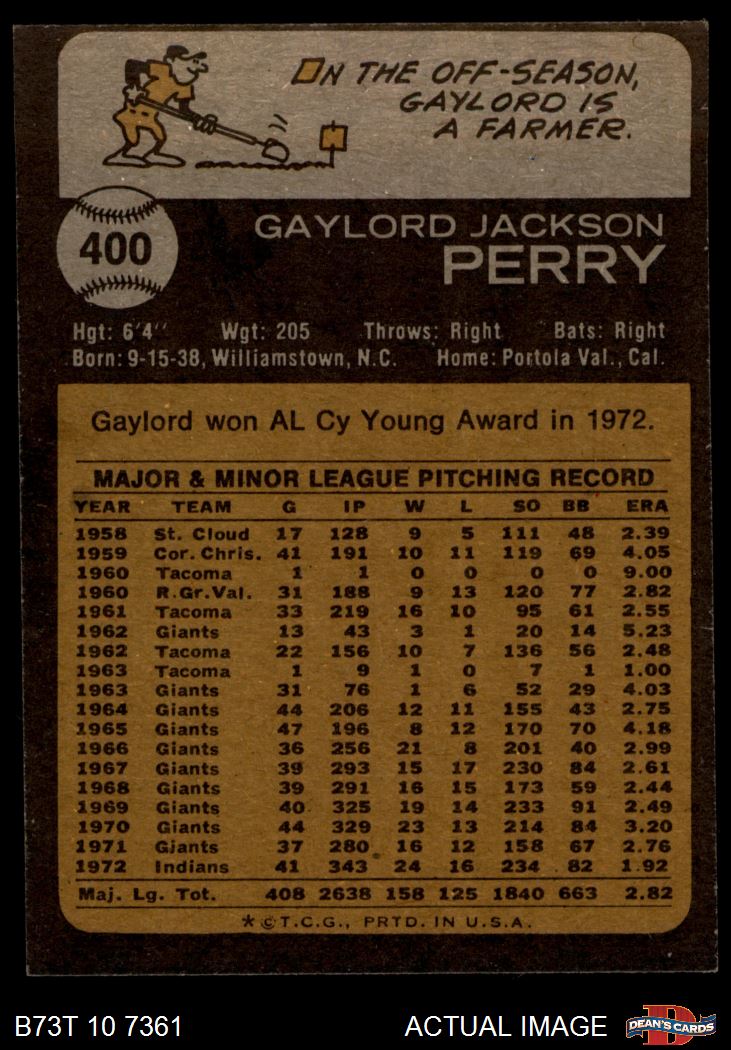 ON THE OFF-SEASON,
GAYLORD IS
A FARMER.
400
GAYLORD JACKSON
PERRY
Hgt: 6'4" Wgt: 205 Throws: Right Bats: Right
Born: 9-15-38, Williamstown, N.C. Home: Portola Val., Cal.
Gaylord won AL Cy Young Award in 1972.
MAJOR & MINOR LEAGUE PITCHING RECORD
YEAR TEAM G IP W L SO BB ERA
1958 St. Cloud 17 128 9 5 111 48 2.39
1959 Cor. Chris. 41 191 10 11 119 69 4.05
1960 Tacoma 1 1 0 0 0 0 9.00
1960 R.Gr.Val. 31 188 9 13 120 77 2.82
1961 Tacoma 33 219 16 10 95 61 2.55
1962 Giants 13 43 3 1 20 14 5.23
1962 Tacoma 22 156 10 7 136 56 2.48
1963 Tacoma 1 9 1 0 7 1 1.00
1963 Giants 31 76 1 6 52 29 4.03
1964 Giants 44 206 12 11 155 43 2.75
1965 Giants 47 196 8 12 170 70 4.18
1966 Giants 36 256 21 8 201 40 2.99
1967 Giants 39 293 15 17 230 84 2.61
1968 Giants 39 291 16 15 173 59 2.44
1969 Giants 40 325 19 14 233 91 2.49
1970 Giants 44 329 23 13 214 84 3.20
1971 Giants 37 280 16 12 158 67 2.76
1972 Indians 41 343 24 16 234 82 1.92
Maj. Lg. Tot. 408 2638 158 125 1840 663 2.82
*©T.C.G., PRTD. IN U.S.A.
B73T 10 7361 ACTUAL IMAGE D DEAN'S CARDS